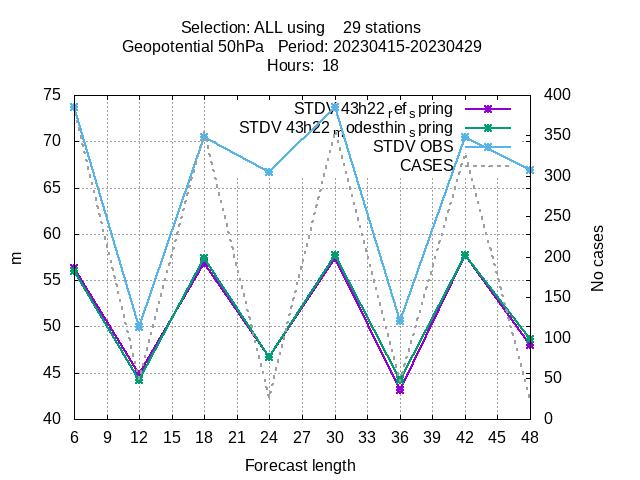 Selection: ALL using 29 stations
Geopotential 50hPa Period: 20230415-20230429
Hours: 18
75
70
65
60
55
50
45
40
400
350
300
250
200
150
100
50
0
STDV 43h22_ref_spring
STDV 43h22_modesthin_spring
STDV OBS
CASES
m
No cases
6 9 12 15 18 21 24 27 30 33 36 39 42 45 48
Forecast length